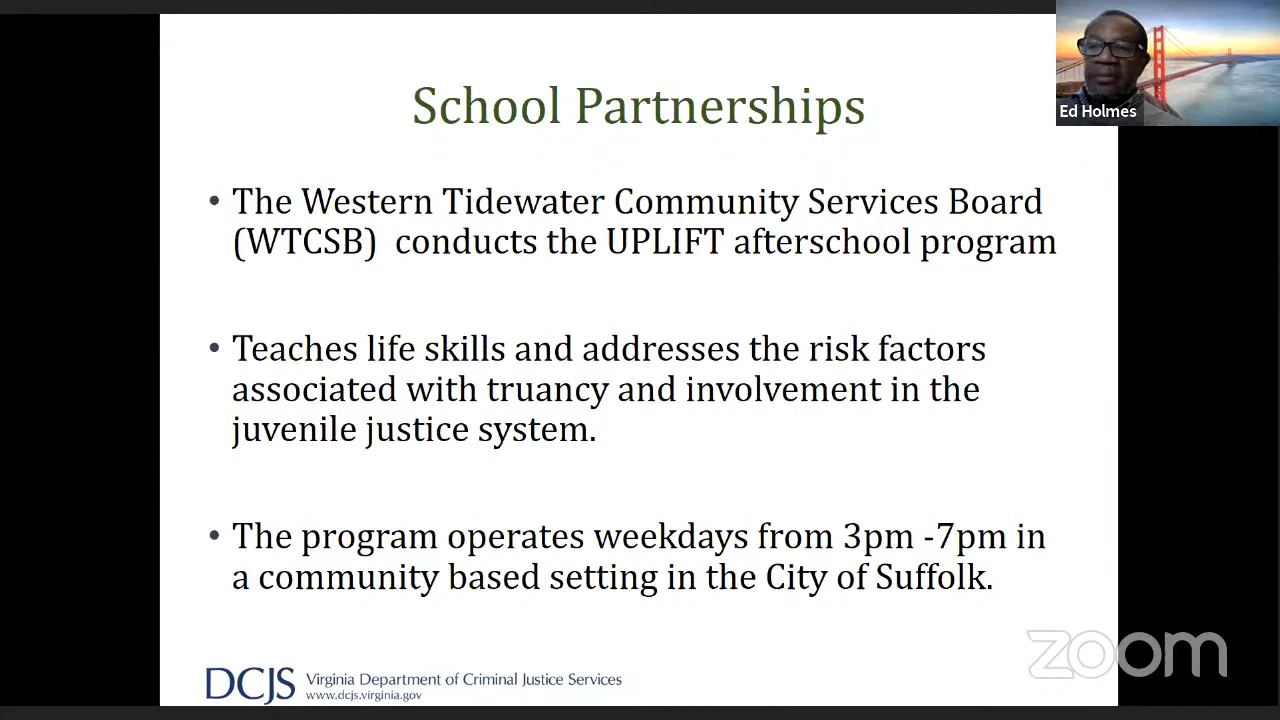 School Partnerships
Ed Holmes
• The Western Tidewater Community Services Board
(WTCSB)  conducts the UPLIFT afterschool program
• Teaches life skills and addresses the risk factors
associated with truancy and involvement in the
juvenile justice system.
• The program operates weekdays from 3pm -7pm in
a community based setting in the City of Suffolk.
zoom
DCJS Virginia Department of Criminal Justice Services
www.dcjs.virginia.gov